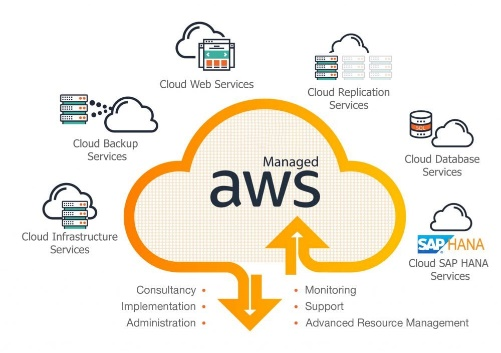 Cloud Web Services
Cloud Replication
Services
Cloud Backup
Services
SQL
Cloud Database
Services
Managed
aws
Cloud Infrastructure
Services
SAP HANA
Cloud SAP HANA
Services
Consultancy •
Implementation •
Administration •
• Monitoring
• Support
• Advanced Resource Management